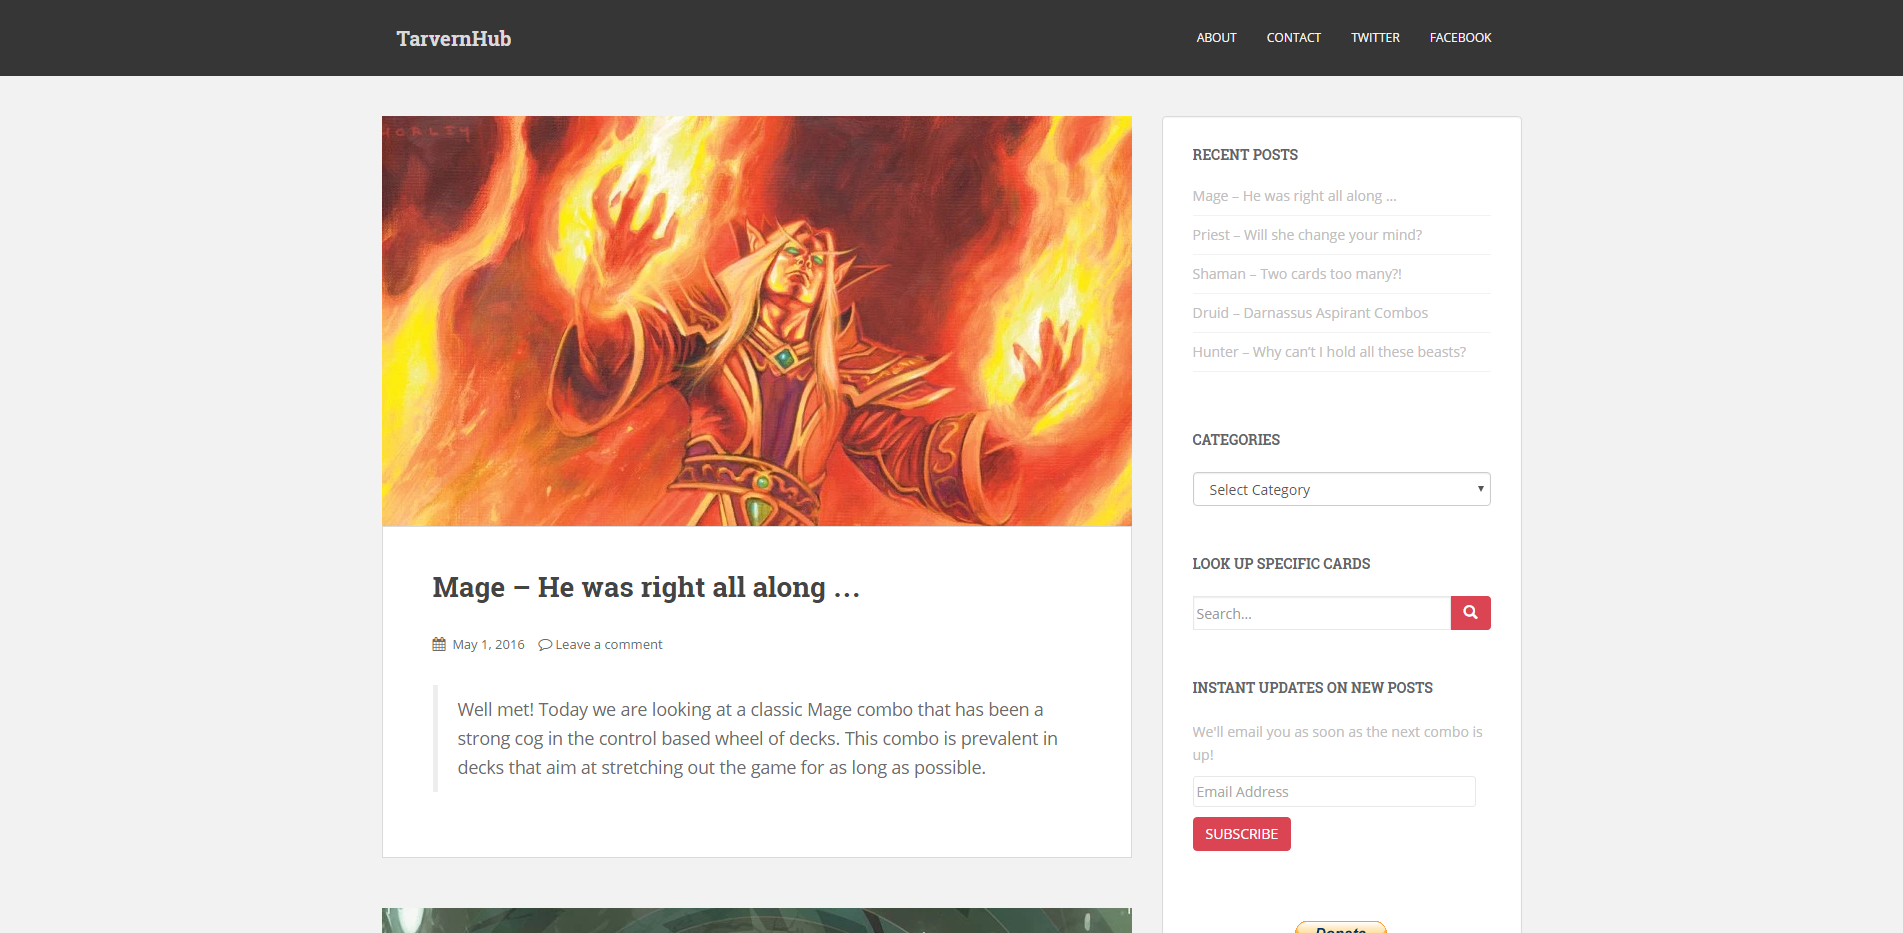 TarvernHub
ABOUT CONTACT TWITTER FACEBOOK
Mage – He was right all along …
May 1, 2016 Leave a comment
Well met! Today we are looking at a classic Mage combo that has been a
strong cog in the control based wheel of decks. This combo is prevalent in
decks that aim at stretching out the game for as long as possible.
RECENT POSTS
Mage – He was right all along …
Priest – Will she change your mind?
Shaman – Two cards too many?!
Druid – Darnassus Aspirant Combos
Hunter – Why can't I hold all these beasts?
CATEGORIES
Select Category
LOOK UP SPECIFIC CARDS
Search…
INSTANT UPDATES ON NEW POSTS
We'll email you as soon as the next combo is
up!
Email Address
SUBSCRIBE
Donate